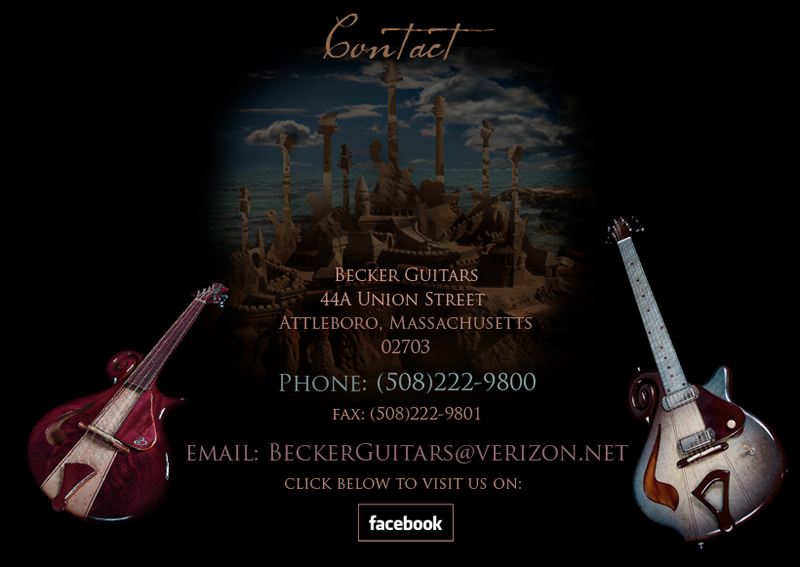 Contact
Becker Guitars
44A Union Street
Attleboro, Massachusetts
02703
Phone: (508)222-9800
fax: (508)222-9801
email: BeckerGuitars@verizon.net
click below to visit us on:
facebook